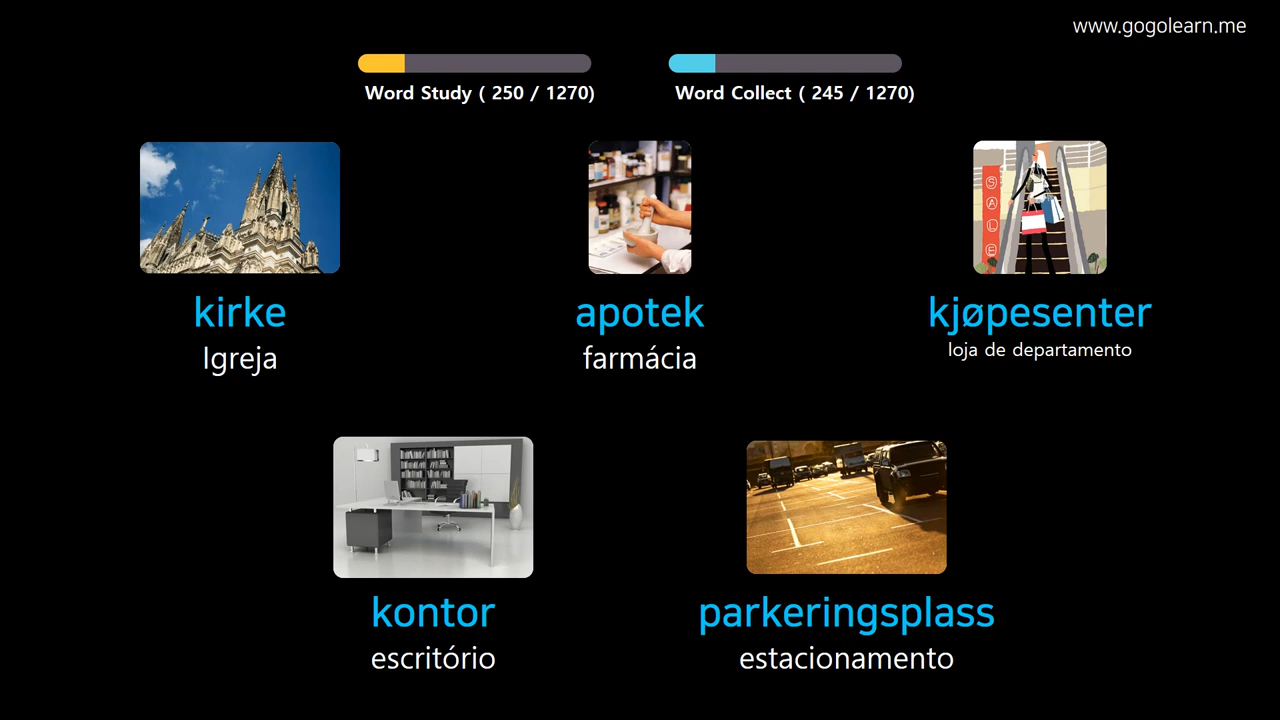 www.gogolearn.me
Word Study ( 250 / 1270)
Word Collect ( 245 / 1270)
S
A
L
E
kirke
Igreja
apotek
farmácia
kjøpesenter
loja de departamento
kontor
escritório
parkeringsplass
estacionamento